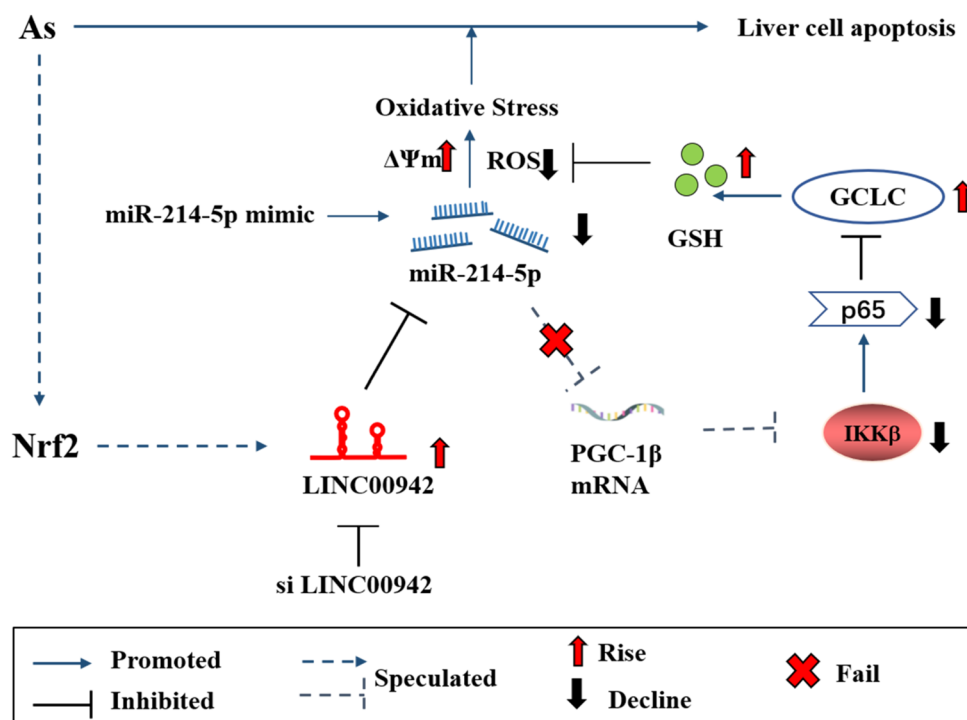 As
Liver cell apoptosis
Oxidative Stress
ΔΨm
ROS
miR-214-5p mimic
GSH
GCLC
miR-214-5p
p65
Nrf2
LINC00942
PGC-1β
mRNA
IKKβ
si LINC00942
Promoted
Inhibited
Speculated
Rise
Decline
Fail